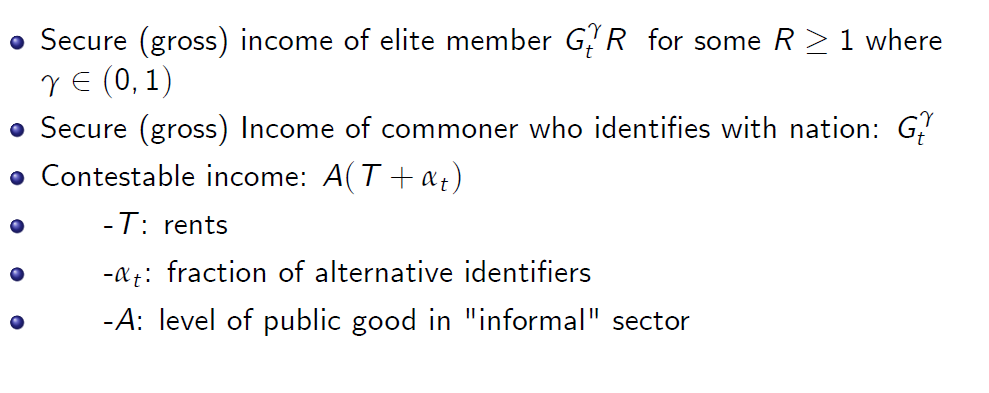 Secure (gross) income of elite member $G_t^{\gamma} R$ for some $R \geq 1$ where
$\gamma \in (0, 1)$
Secure (gross) Income of commoner who identifies with nation: $G_t^{\gamma}$
Contestable income: $A(T + \alpha_t)$
-$T$: rents
-$\alpha_t$: fraction of alternative identifiers
-$A$: level of public good in "informal" sector